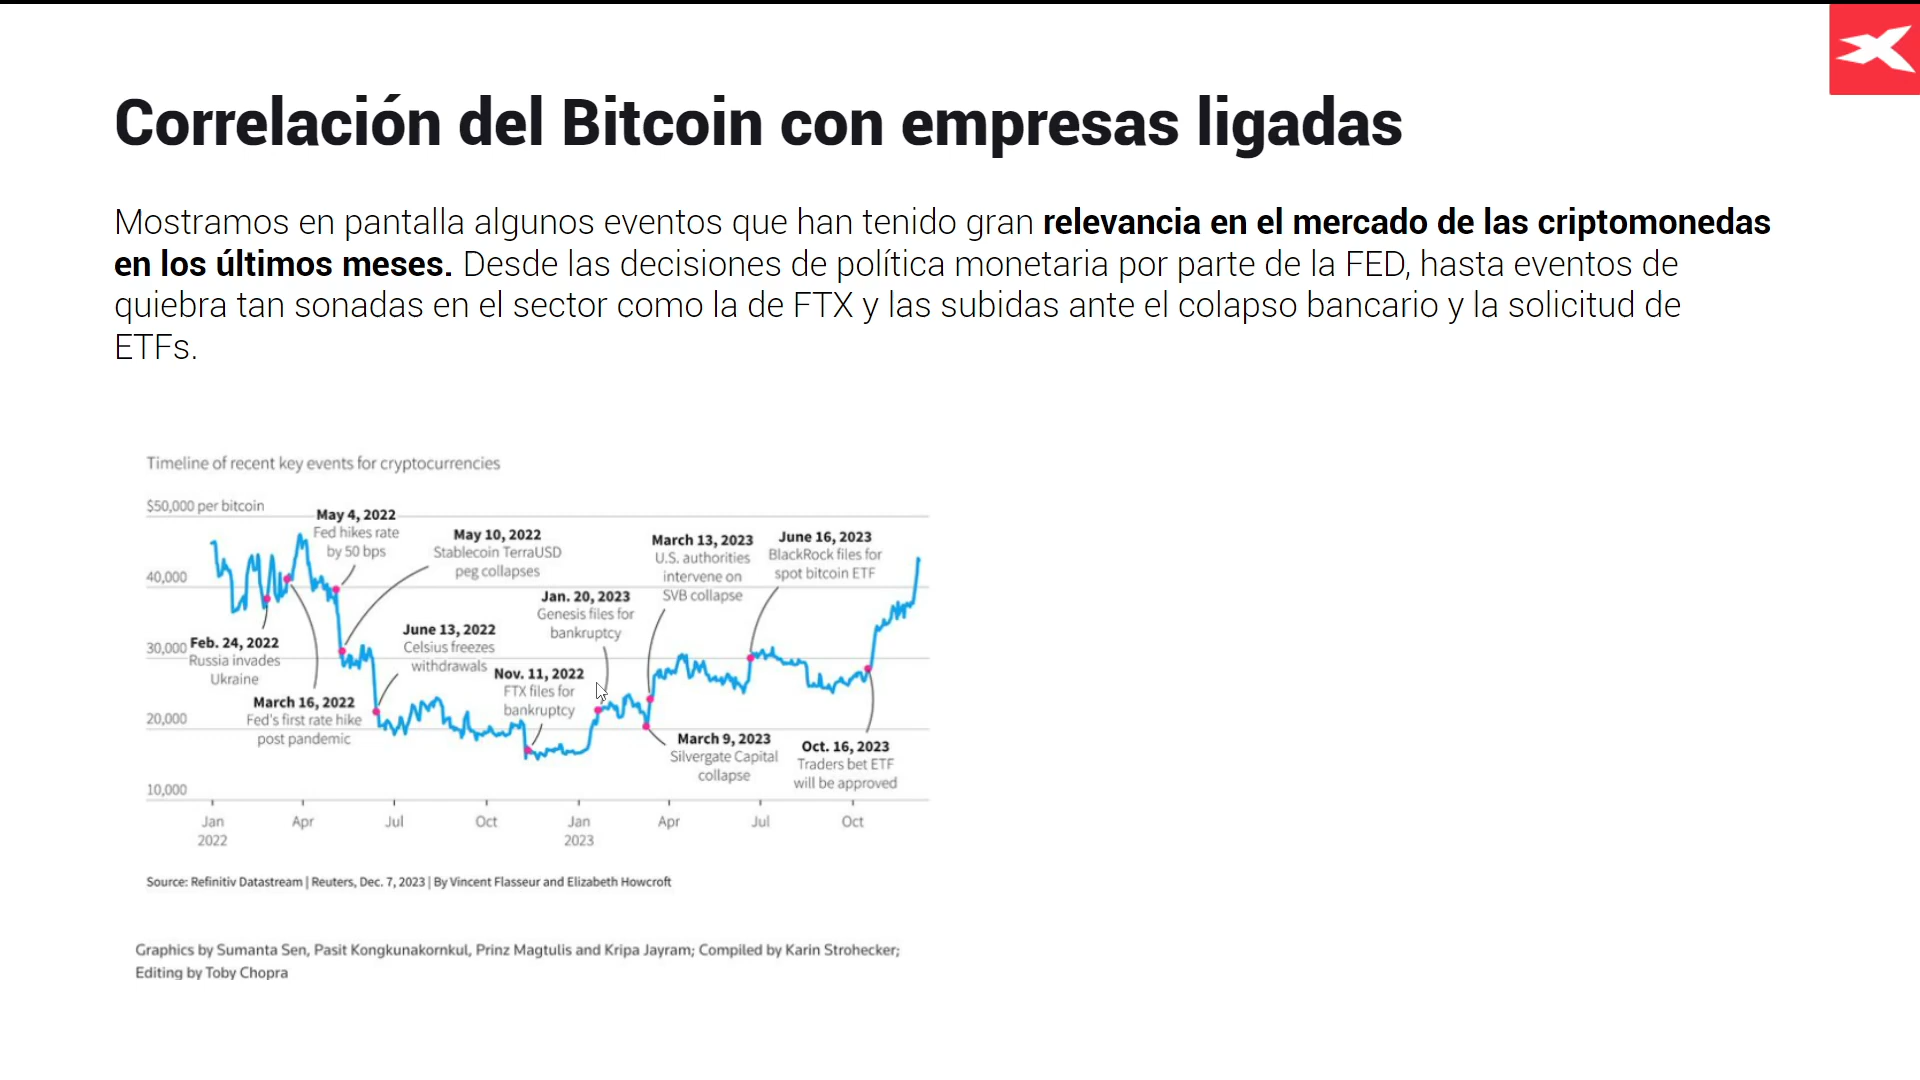 Correlación del Bitcoin con empresas ligadas
Mostramos en pantalla algunos eventos que han tenido gran relevancia en el mercado de las criptomonedas
en los últimos meses. Desde las decisiones de política monetaria por parte de la FED, hasta eventos de
quiebra tan sonadas en el sector como la de FTX y las subidas ante el colapso bancario y la solicitud de
ETFs.
Timeline of recent key events for cryptocurrencies
$50,000 per bitcoin
40,000
30,000
20,000
10,000
Feb. 24, 2022
Russia invades
Ukraine
March 16, 2022
Fed's first rate hike
post pandemic
May 4, 2022
Fed hikes rate
by 50 bps
May 10, 2022
Stablecoin TerraUSD
peg collapses
June 13, 2022
Celsius freezes
withdrawals
Nov. 11, 2022
FTX files for
bankruptcy
Jan. 20, 2023
Genesis files for
bankruptcy
March 9, 2023
Silvergate Capital
collapse
March 13, 2023
U.S. authorities
intervene on
SVB collapse
June 16, 2023
BlackRock files for
spot bitcoin ETF
Oct. 16, 2023
Traders bet ETF
will be approved
Jan
2022
Apr
Jul
Oct
Jan
2023
Apr
Jul
Oct
Source: Refinitiv Datastream | Reuters, Dec. 7, 2023 | By Vincent Flasseur and Elizabeth Howcroft
Graphics by Sumanta Sen, Pasit Kongkunakornkul, Prinz Magtulis and Kripa Jayram; Compiled by Karin Strohecker;
Editing by Toby Chopra